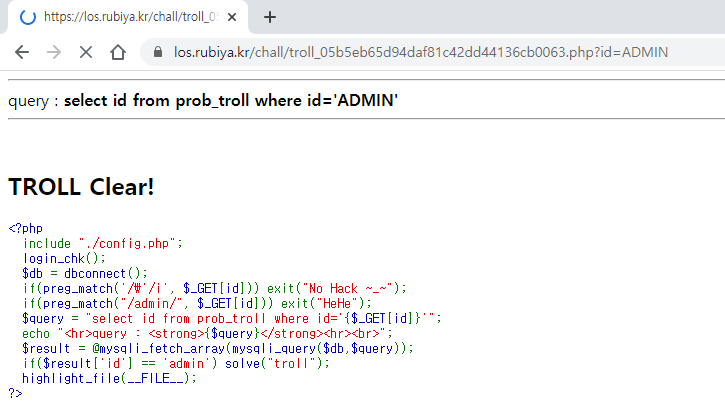 https://los.rubiya.kr/chall/troll_0
los.rubiya.kr/chall/troll_05b5eb65d94daf81c42dd44136cb0063.php?id=ADMIN
query : select id from prob_troll where id='ADMIN'
TROLL Clear!
<?php
include "./config.php";
login_chk();
$db = dbconnect();
if(preg_match('/₩'/i', $_GET[id])) exit("No Hack ~_~");
if(preg_match("/admin/", $_GET[id])) exit("HeHe");
$query = "select id from prob_troll where id='{$_GET[id]}'";
echo "<hr>query : <strong>{$query}</strong><hr><br>";
$result = @mysqli_fetch_array(mysqli_query($db,$query));
if($result['id'] == 'admin') solve("troll");
highlight_file(__FILE__);
?>